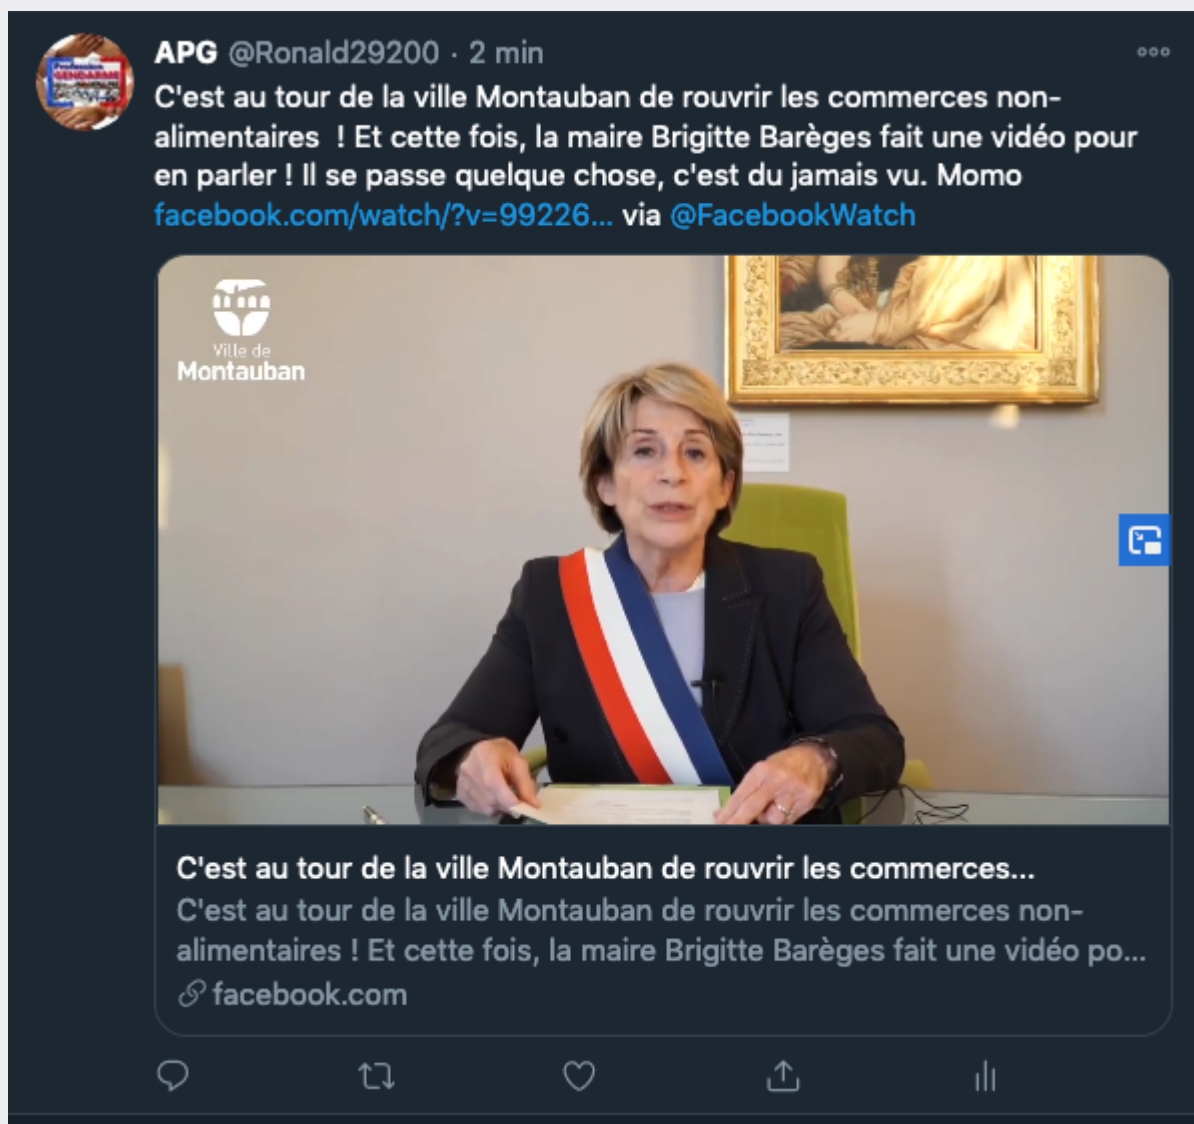 APG @Ronald29200 · 2 min
C'est au tour de la ville Montauban de rouvrir les commerces non-
alimentaires  ! Et cette fois, la maire Brigitte Barèges fait une vidéo pour
en parler ! Il se passe quelque chose, c'est du jamais vu. Momo
facebook.com/watch/?v=99226... via @FacebookWatch
Profession
GENDARME
Ville de
Montauban
C'est au tour de la ville Montauban de rouvrir les commerces...
C'est au tour de la ville Montauban de rouvrir les commerces non-
alimentaires ! Et cette fois, la maire Brigitte Barèges fait une vidéo po...
facebook.com